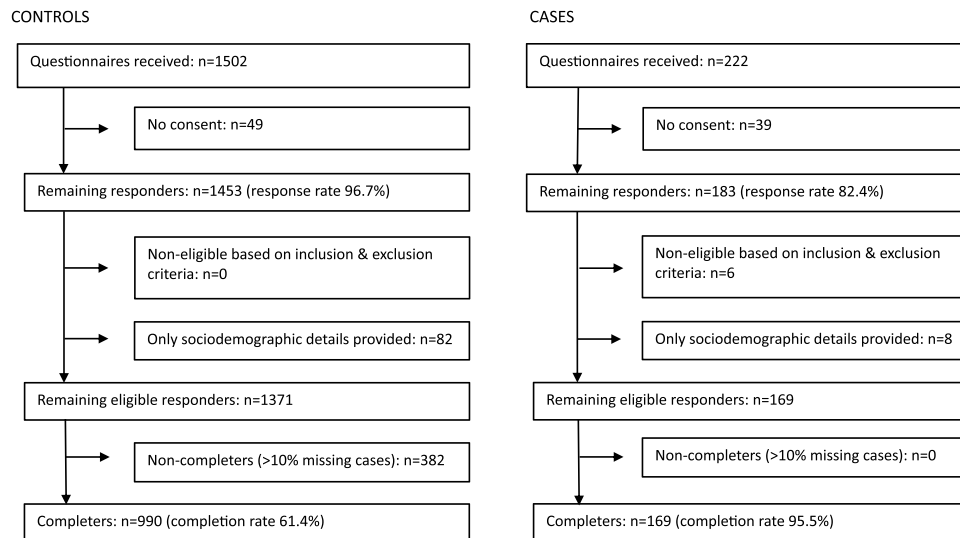 CONTROLS
Questionnaires received: n=1502
No consent: n=49
Remaining responders: n=1453 (response rate 96.7%)
Non-eligible based on inclusion & exclusion
criteria: n=0
Only sociodemographic details provided: n=82
Remaining eligible responders: n=1371
Non-completers (>10% missing cases): n=382
Completers: n=990 (completion rate 61.4%)
CASES
Questionnaires received: n=222
No consent: n=39
Remaining responders: n=183 (response rate 82.4%)
Non-eligible based on inclusion & exclusion
criteria: n=6
Only sociodemographic details provided: n=8
Remaining eligible responders: n=169
Non-completers (>10% missing cases): n=0
Completers: n=169 (completion rate 95.5%)